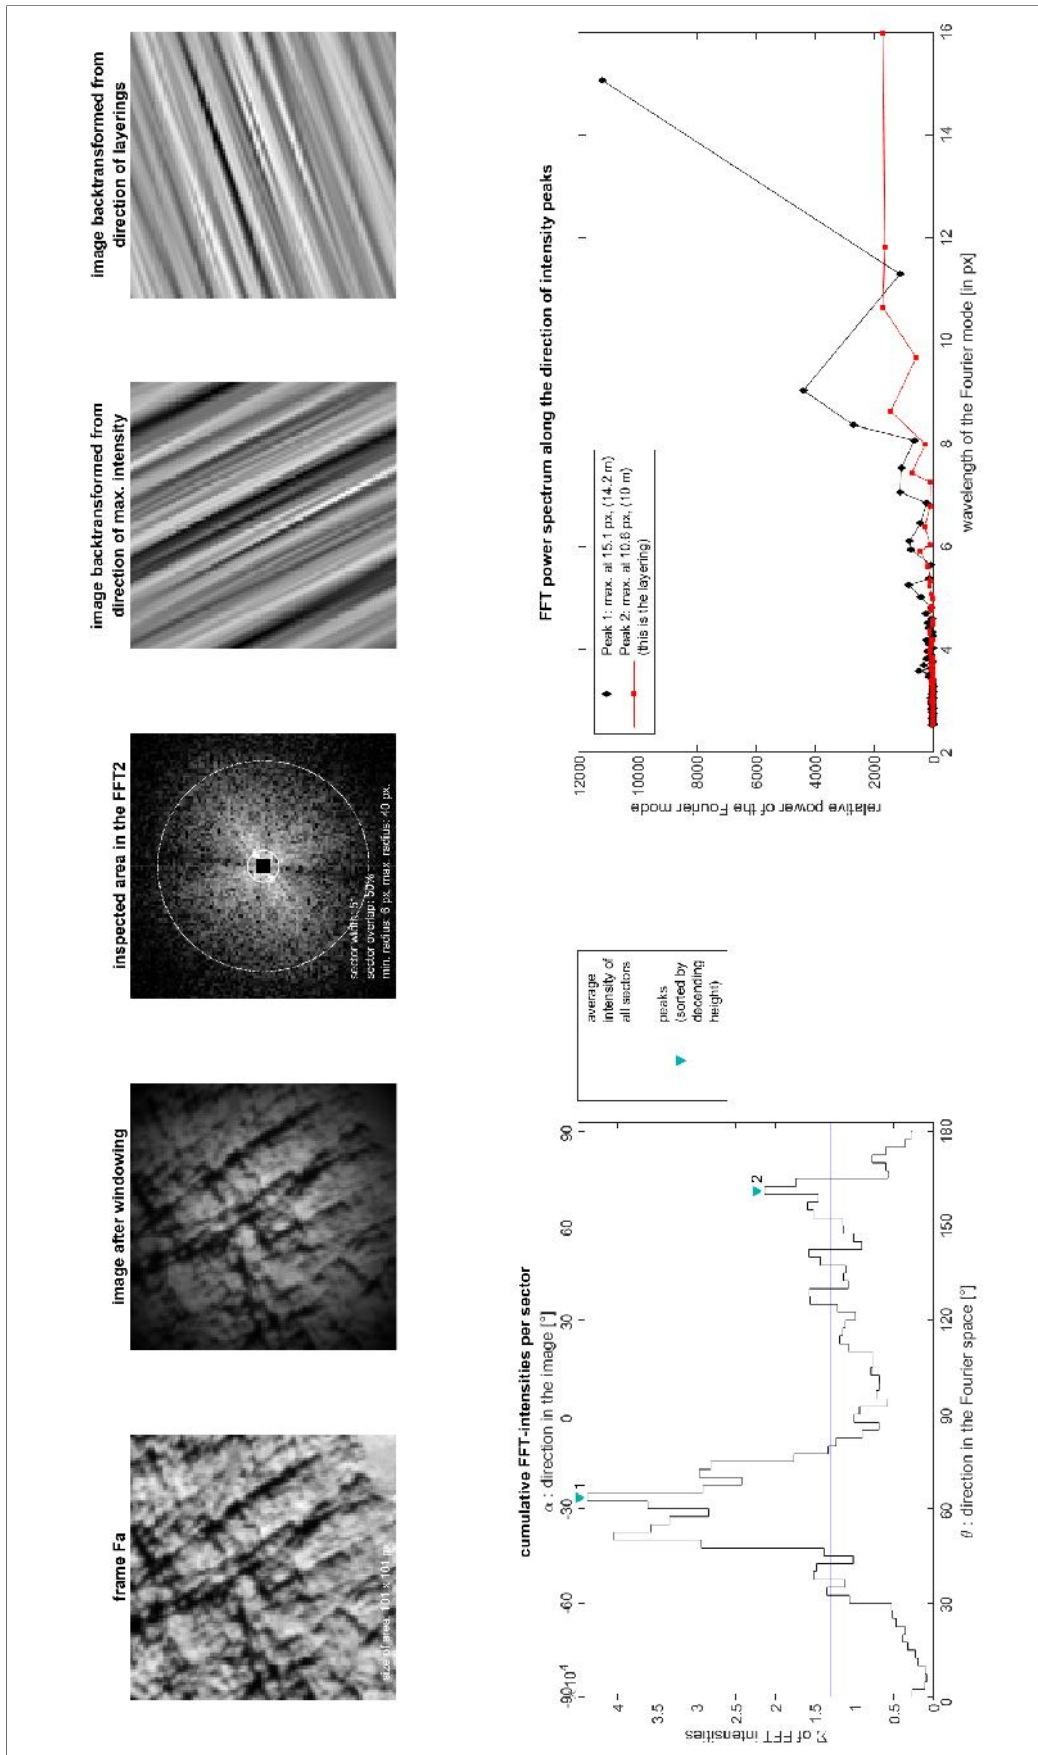 frame Fa
size of area: 101 x 101 px
image after windowing
inspected area in the FFT2
sector width: 5°
sector overlap: 50%
min. radius: 6 px, max. radius: 40 px.
image backtransformed from
direction of max. intensity
image backtransformed from
direction of layerings
cumulative FFT-intensities per sector
α : direction in the image [°]
-90 -60 -30 0 30 60 90
10⁴
4
3.5
3
2.5
2
1.5
1
0.5
0
Σ of FFT intensities
1
2
0 30 60 90 120 150 180
θ : direction in the Fourier space [°]
average
intensity of
all sectors
peaks
(sorted by
decending
height)
FFT power spectrum along the direction of intensity peaks
12000
10000
8000
6000
4000
2000
0
relative power of the Fourier mode
Peak 1: max. at 15.1 px, (14.2 m)
Peak 2: max. at 10.6 px, (10 m)
(this is the layering)
2 4 6 8 10 12 14 16
wavelength of the Fourier mode [in px]